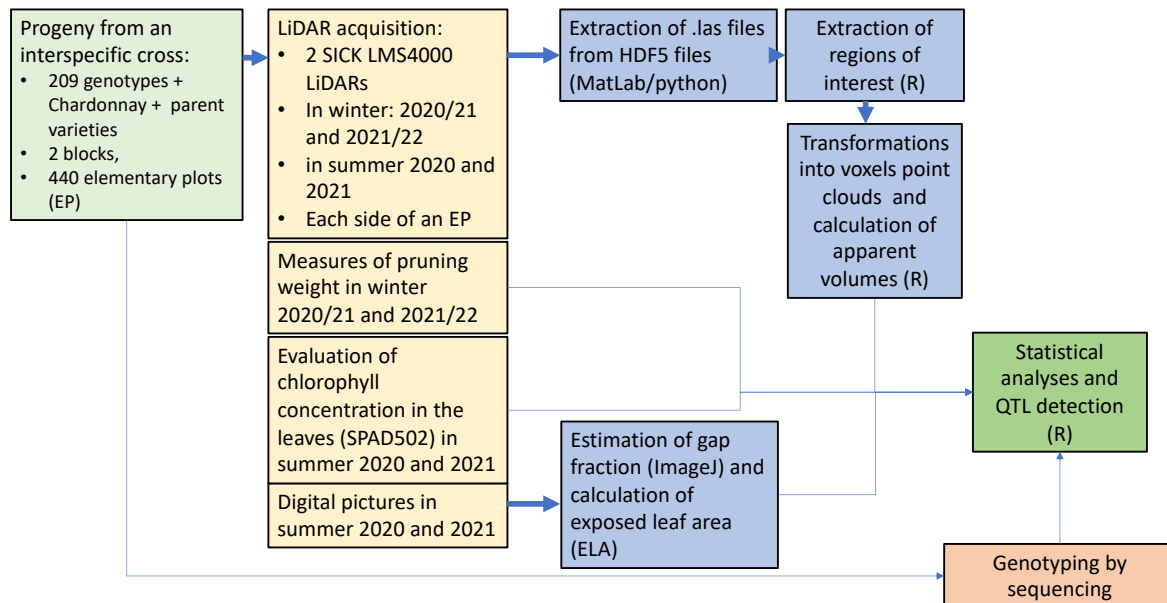 Progeny from an
interspecific cross:
• 209 genotypes +
Chardonnay + parent
varieties
• 2 blocks,
• 440 elementary plots
(EP)
LiDAR acquisition:
• 2 SICK LMS4000
LiDARs
• In winter: 2020/21
and 2021/22
• in summer 2020 and
2021
• Each side of an EP
Measures of pruning
weight in winter
2020/21 and 2021/22
Evaluation of
chlorophyll
concentration in the
leaves (SPAD502) in
summer 2020 and 2021
Digital pictures in
summer 2020 and 2021
Extraction of .las files
from HDF5 files
(MatLab/python)
Extraction of
regions of
interest (R)
Transformations
into voxels point
clouds and
calculation of
apparent
volumes (R)
Estimation of gap
fraction (ImageJ) and
calculation of
exposed leaf area
(ELA)
Statistical
analyses and
QTL detection
(R)
Genotyping by
sequencing